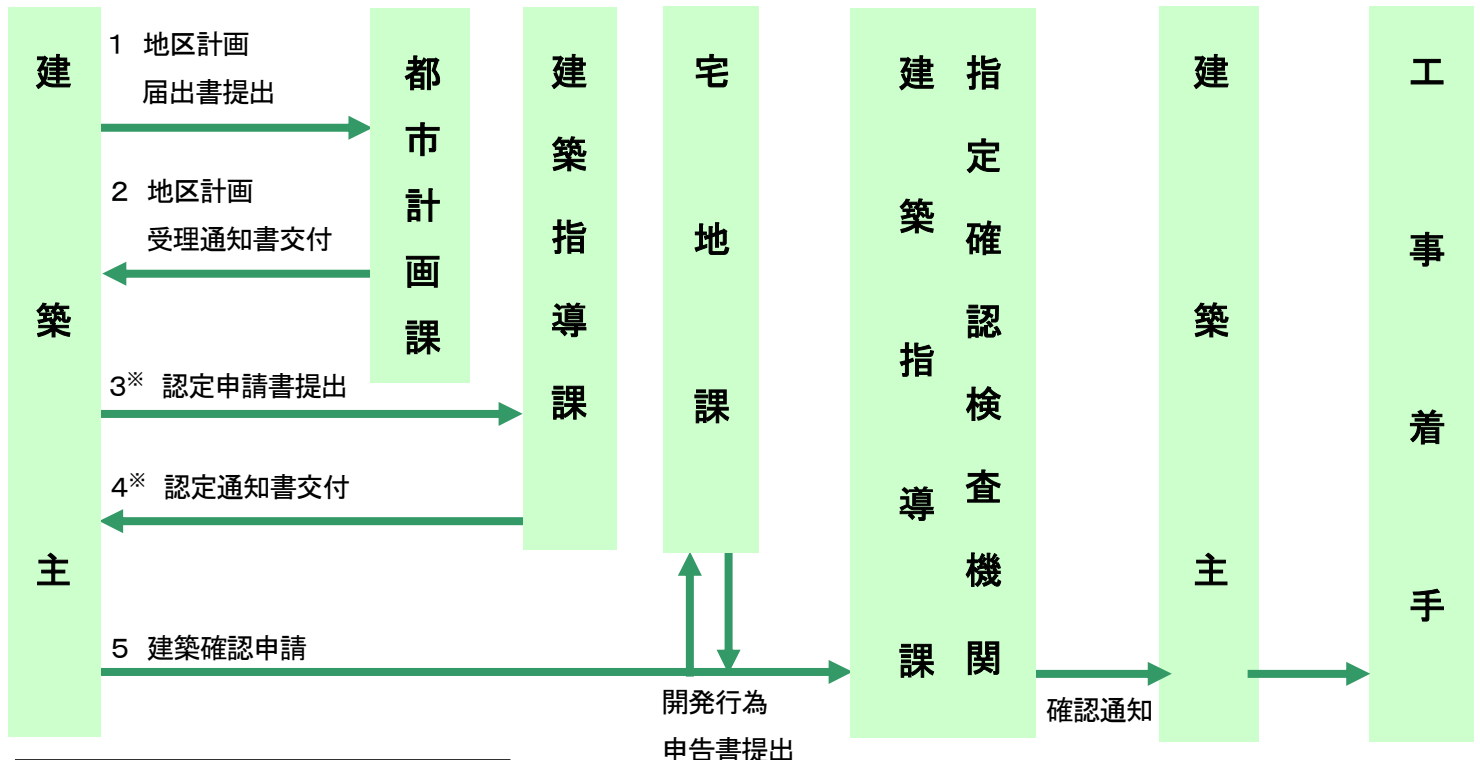 建築主
1 地区計画
届出書提出
2 地区計画
受理通知書交付
3※ 認定申請書提出
4※ 認定通知書交付
5 建築確認申請
都市計画課
建築指導課
宅地課
開発行為
申告書提出
指定確認検査機関
建築指導課
確認通知
建築主
工事着手